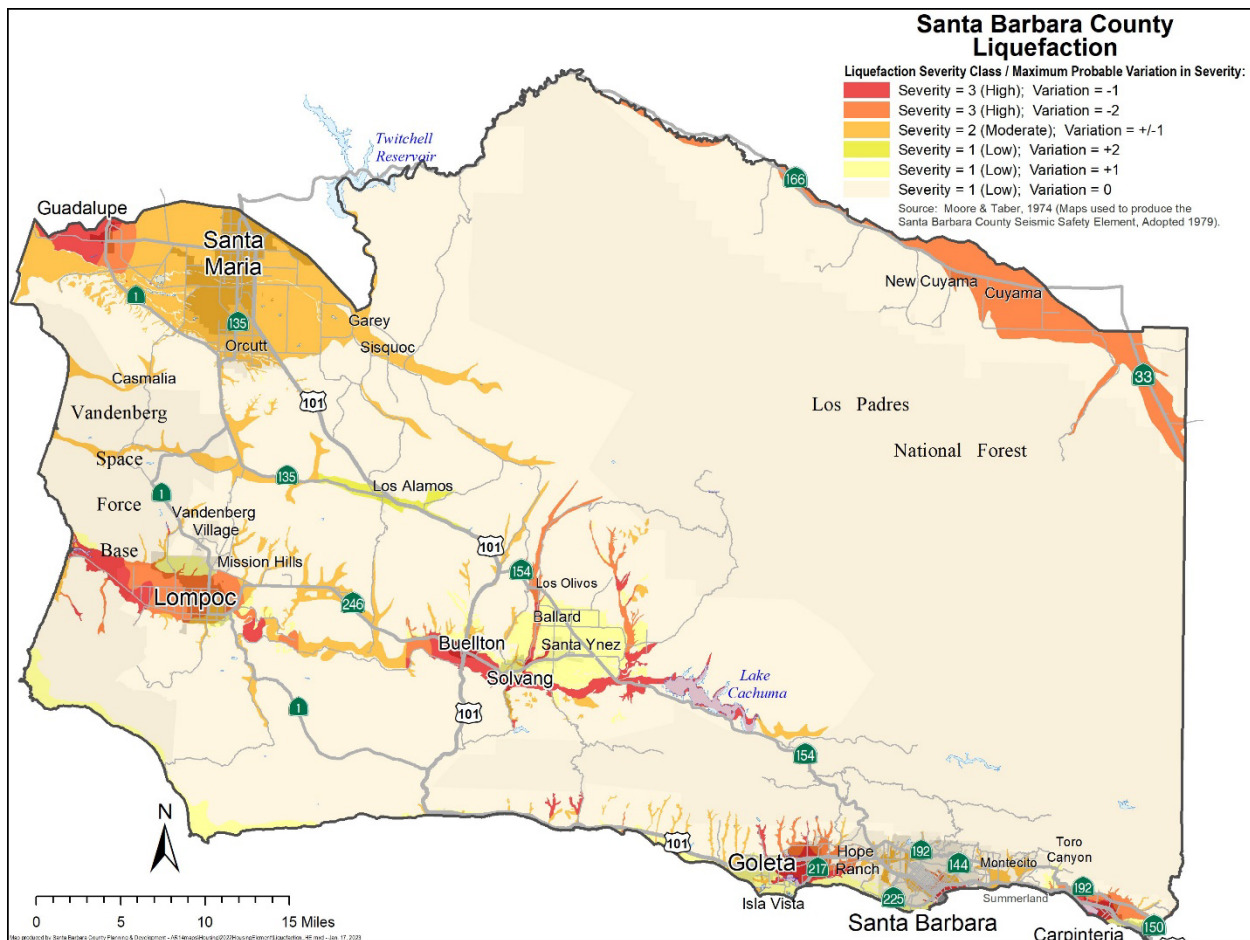 Santa Barbara County
Liquefaction
Liquefaction Severity Class / Maximum Probable Variation in Severity:
Severity = 3 (High); Variation = -1
Severity = 3 (High); Variation = -2
Severity = 2 (Moderate); Variation = +/-1
Severity = 1 (Low); Variation = +2
Severity = 1 (Low); Variation = +1
Severity = 1 (Low); Variation = 0
Source: Moore & Taber, 1974 (Maps used to produce the
Santa Barbara County Seismic Safety Element, Adopted 1979).
Twitchell
Reservoir
166
Guadalupe
Santa
Maria
1
135
Orcutt
Garey
Sisquoc
New Cuyama
Cuyama
33
Casmalia
101
Vandenberg
Space
Force
Base
Los Padres
National Forest
135
Los Alamos
1
Vandenberg
Village
Mission Hills
101
154
Los Olivos
Lompoc
246
Ballard
Santa Ynez
Buellton
Solvang
Lake
Cachuma
1
101
154
N
101
Goleta
217
Hope
Ranch
192
144
Montecito
Toro
Canyon
192
Isla Vista
225
Summerland
Santa Barbara
150
Carpinteria
0 5 10 15 Miles